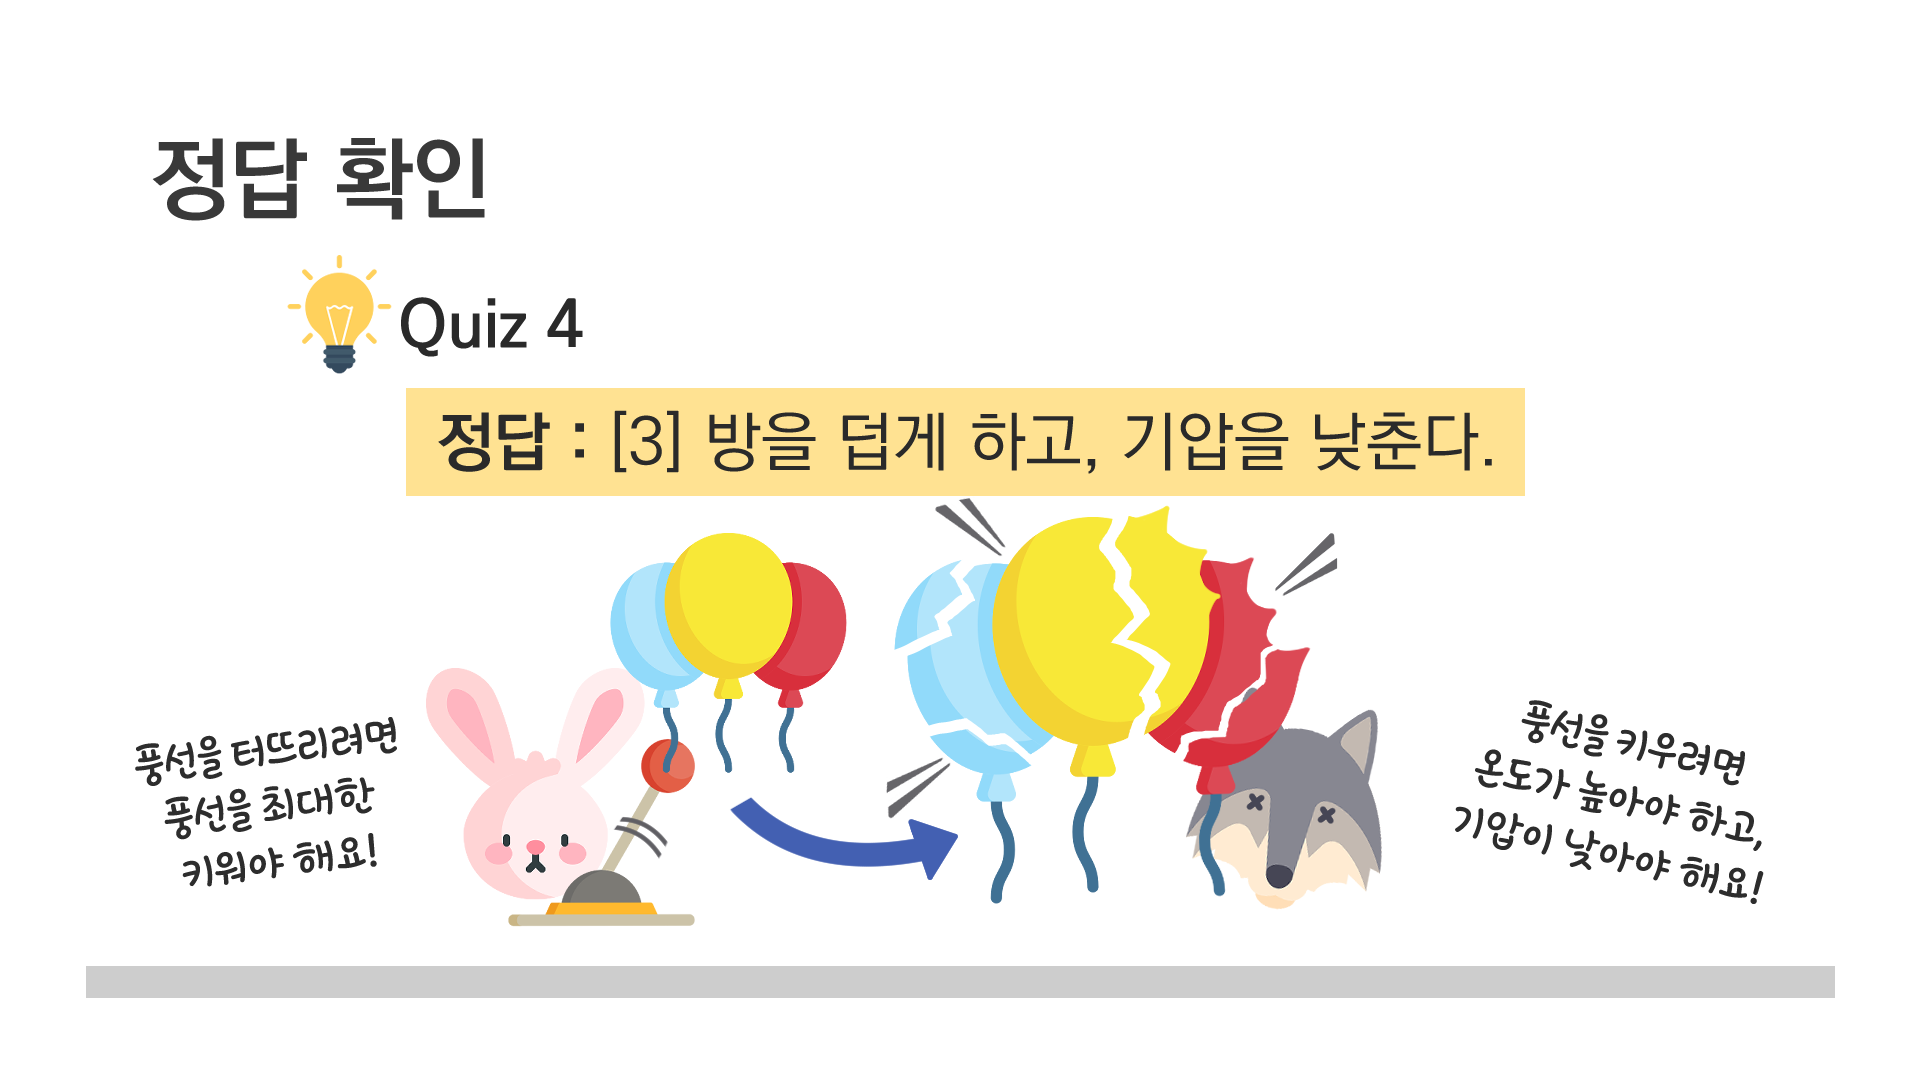 정답 확인
Quiz 4
정답 : [3] 방을 덥게 하고, 기압을 낮춘다.
풍선을 터뜨리려면
풍선을 최대한
키워야 해요!
풍선을 키우려면
온도가 높아야 하고,
기압이 낮아야 해요!